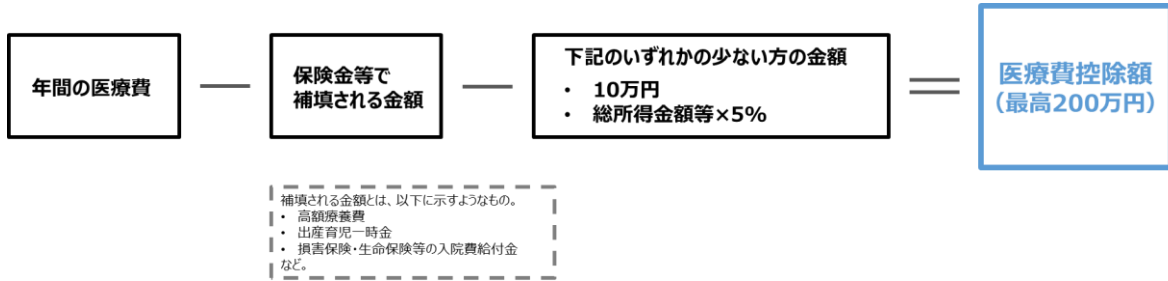 年間の医療費
保険金等で
補填される金額
下記のいずれかの少ない方の金額
・ 10万円
・ 総所得金額等×5%
医療費控除額
（最高200万円）
補填される金額とは、以下に示すようなもの。
・ 高額療養費
・ 出産育児一時金
・ 損害保険・生命保険等の入院費給付金
など。